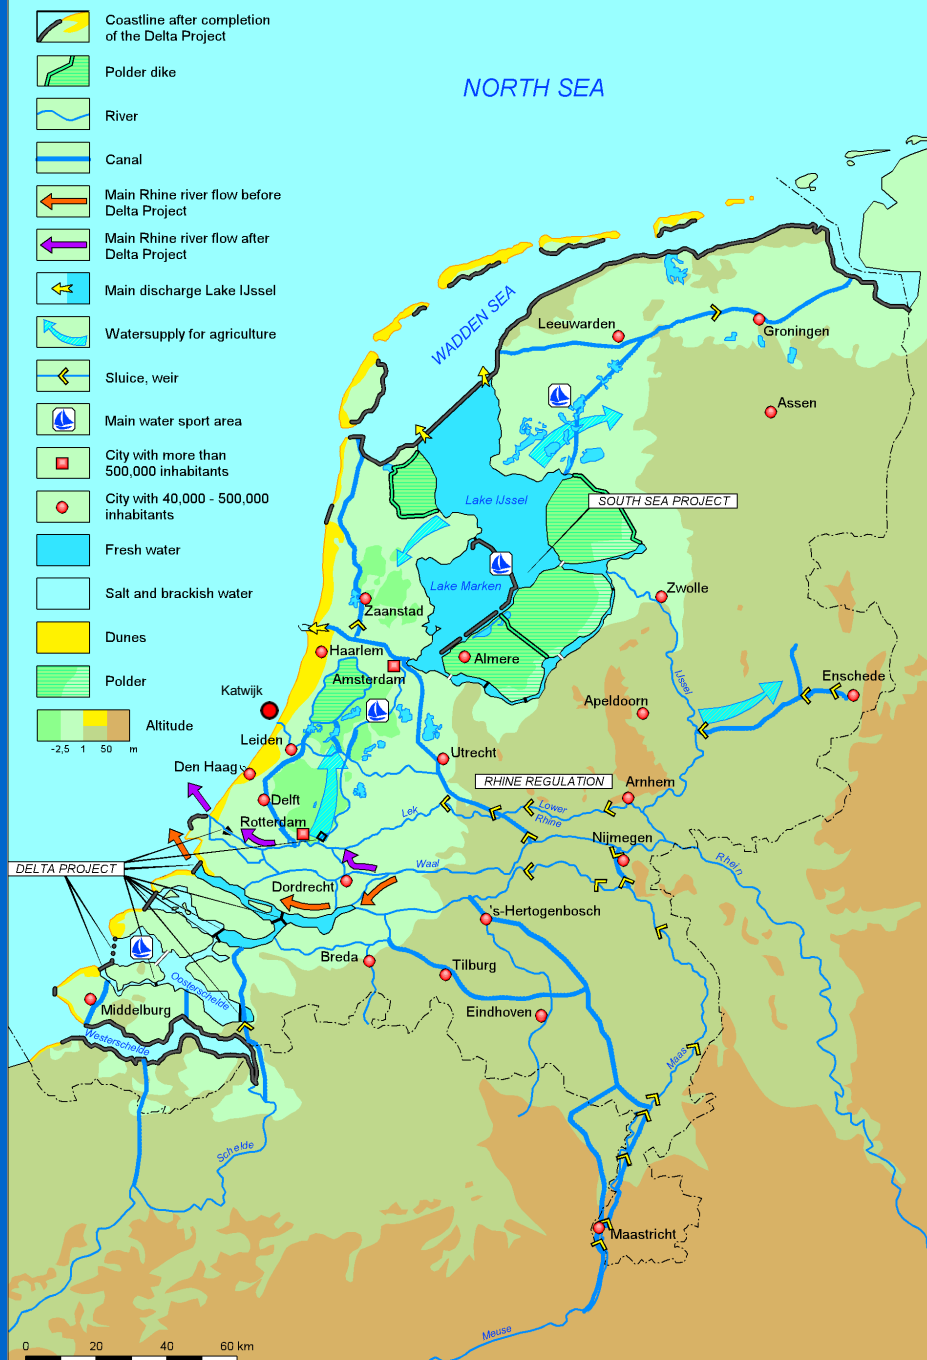 Coastline after completion
of the Delta Project
Polder dike
River
Canal
Main Rhine river flow before
Delta Project
Main Rhine river flow after
Delta Project
Main discharge Lake IJssel
Watersupply for agriculture
Sluice, weir
Main water sport area
City with more than
500,000 inhabitants
City with 40,000 - 500,000
inhabitants
Fresh water
Salt and brackish water
Dunes
Polder
Altitude
-2,5 1 50 m
NORTH SEA
WADDEN SEA
Leeuwarden
Groningen
Assen
Lake IJssel
SOUTH SEA PROJECT
Lake Marken
Zwolle
Zaanstad
Haarlem
Almere
Amsterdam
IJssel
Enschede
Katwijk
Apeldoorn
Leiden
Utrecht
Den Haag
RHINE REGULATION
Arnhem
Delft
Lek
Lower
Rhine
Rotterdam
Nijmegen
Rhein
DELTA PROJECT
Waal
Dordrecht
's-Hertogenbosch
Breda
Tilburg
Oosterschelde
Middelburg
Eindhoven
Westerschelde
Maas
Schelde
Maastricht
Meuse
0 20 40 60 km